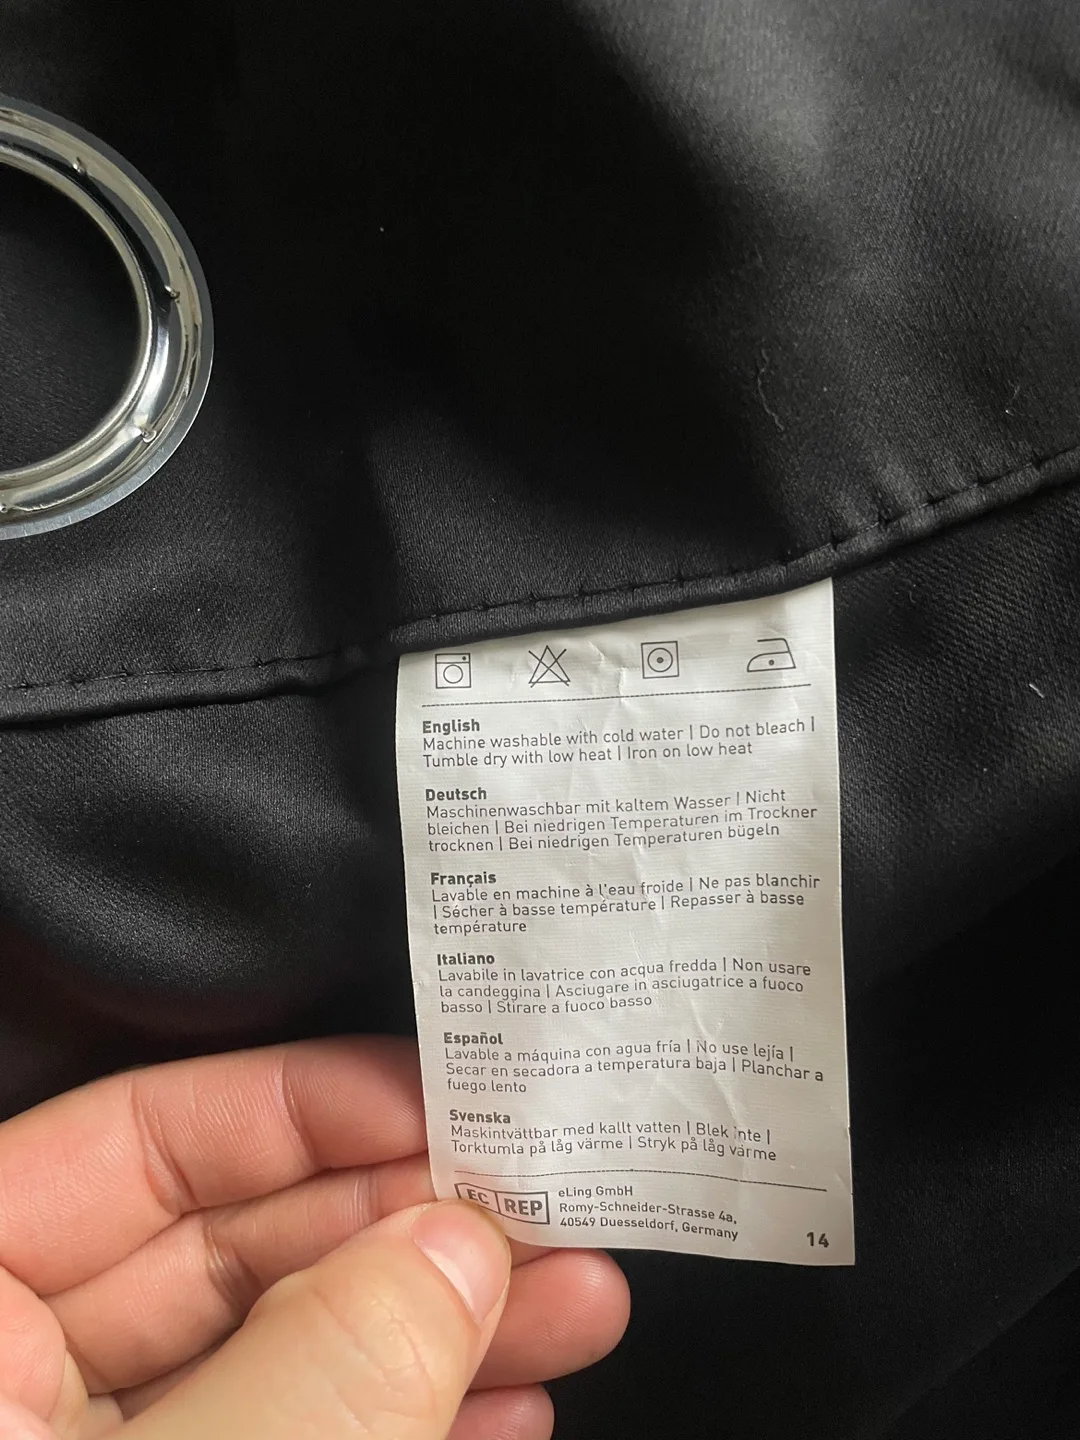 English
Machine washable with cold water | Do not bleach |
Tumble dry with low heat | Iron on low heat
Deutsch
Maschinenwaschbar mit kaltem Wasser | Nicht
bleichen | Bei niedrigen Temperaturen im Trockner
trocknen | Bei niedrigen Temperaturen bügeln
Français
Lavable en machine à l'eau froide | Ne pas blanchir
| Sécher à basse température | Repasser à basse
température
Italiano
Lavabile in lavatrice con acqua fredda | Non usare
la candeggina | Asciugare in asciugatrice a fuoco
basso | Stirare a fuoco basso
Español
Lavable a máquina con agua fría | No use lejía |
Secar en secadora a temperatura baja | Planchar a
fuego lento
Svenska
Maskintvättbar med kallt vatten | Blek inte |
Torktumla på låg värme | Stryk på låg värme
EC REP
eLing GmbH
Romy-Schneider-Strasse 4a,
40549 Duesseldorf, Germany
14